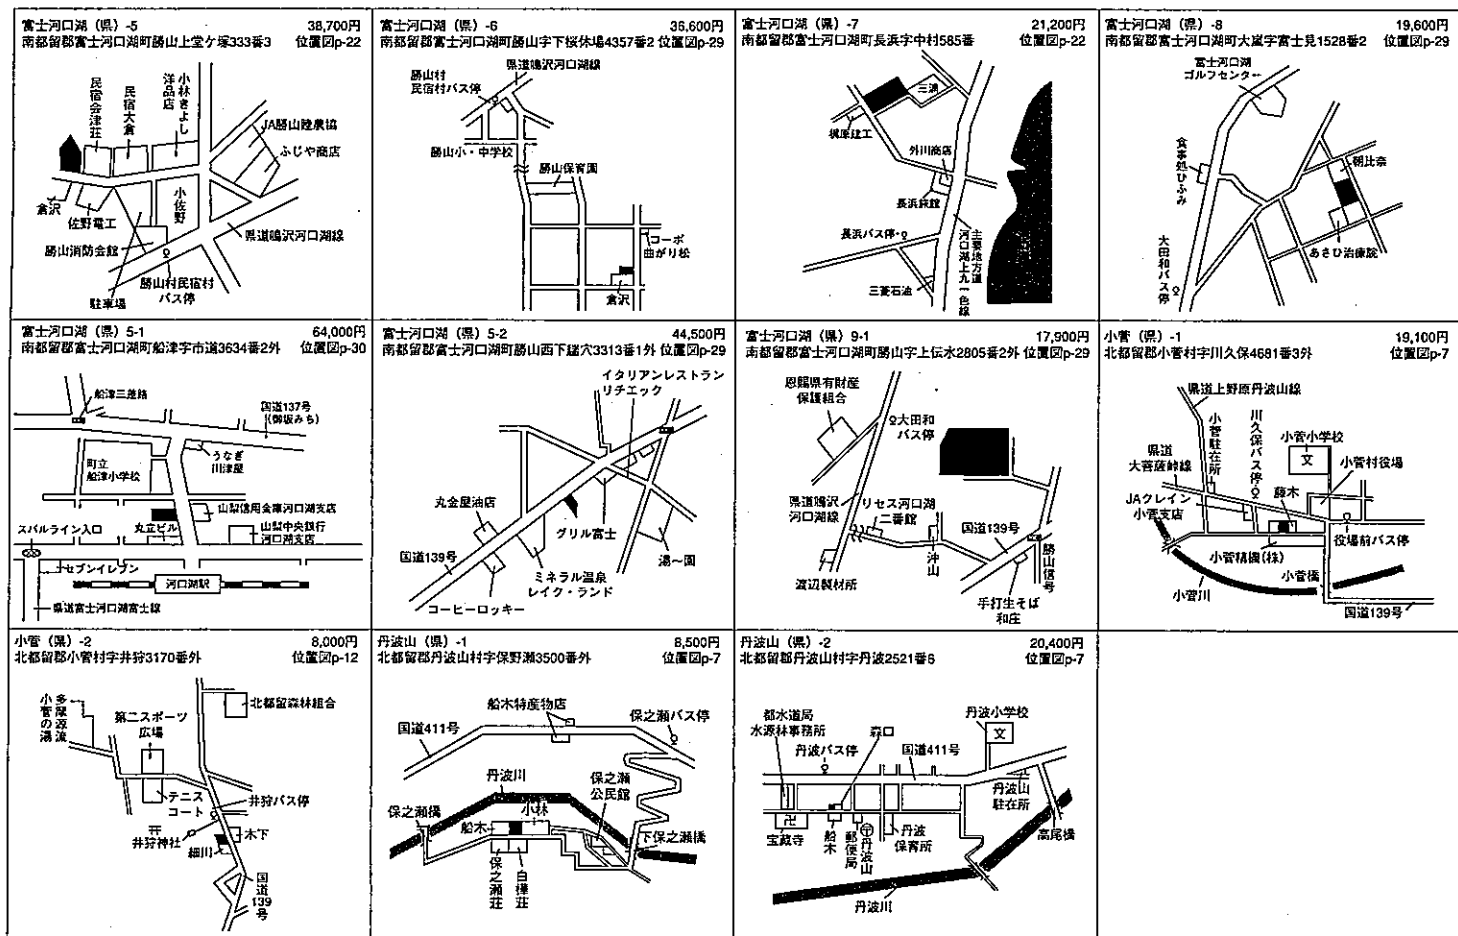 富士河口湖（県）-5 38,700円
南都留郡富士河口湖町勝山上堂ケ塚333番3 位置図p-22
民宿会津荘
民宿大倉
小林きよし
洋品店
JA勝山農協
ふじや商店
倉沢
佐野電工
小佐野
勝山消防会館
県道鳴沢河口湖線
勝山村民宿村
バス停
駐車場
富士河口湖（県）-6 36,600円
南都留郡富士河口湖町勝山字下桜休場4357番2 位置図p-29
県道鳴沢河口湖線
勝山村
民宿村バス停
勝山小・中学校
勝山保育園
コーポ
曲がり松
倉沢
富士河口湖（県）-7 21,200円
南都留郡富士河口湖町長浜字中村585番 位置図p-22
三浦
梶原建工
外川商店
長浜旅館
長浜バス停
主要地方道
河口湖上九一色線
三菱石油
富士河口湖（県）-8 19,600円
南都留郡富士河口湖町大嵐字富士見1528番2 位置図p-29
富士河口湖
ゴルフセンター
食事処ひふみ
朝比奈
あさひ治療院
大田和バス停
富士河口湖（県）5-1 64,000円
南都留郡富士河口湖町船津字市道3634番2外 位置図p-30
船津三差路
国道137号
(御坂みち)
うなぎ
川津屋
町立
船津小学校
山梨信用金庫河口湖支店
丸立ビル
山梨中央銀行
河口湖支店
スバルライン入口
セブンイレブン
河口湖駅
県道富士河口湖富士線
富士河口湖（県）5-2 44,500円
南都留郡富士河口湖町勝山西下鑓穴3313番1外 位置図p-29
イタリアンレストラン
リチェック
丸金屋油店
グリル富士
国道139号
湯～園
ミネラル温泉
レイク・ランド
コーヒーロッキー
富士河口湖（県）9-1 17,900円
南都留郡富士河口湖町勝山字上伝水2805番2外 位置図p-29
恩賜県有財産
保護組合
大田和
バス停
県道鳴沢
河口湖線
リセス河口湖
二番館
国道139号
沖山
勝山信号
渡辺製材所
手打生そば
和庄
小菅（県）-1 19,100円
北都留郡小菅村字川久保4681番3外 位置図p-7
県道上野原丹波山線
小菅駐在所
川久保バス停
小菅小学校
文
県道
大菩薩峠線
小菅村役場
JAクレイン
小菅支店
藤木
役場前バス停
小菅精機(株)
小菅橋
小菅川
国道139号
小菅（県）-2 8,000円
北都留郡小菅村字井狩3170番外 位置図p-12
多摩源流
小菅の湯
第二スポーツ
広場
北都留森林組合
テニス
コート
井狩バス停
井狩神社
木下
細川
国道139号
丹波山（県）-1 8,500円
北都留郡丹波山村字保野瀬3500番外 位置図p-7
船木特産物店
国道411号
保之瀬バス停
丹波川
保之瀬
公民館
保之瀬橋
小林
船木
下保之瀬橋
保之瀬荘
白樺荘
丹波山（県）-2 20,400円
北都留郡丹波山村字丹波2521番8 位置図p-7
都水道局
水源林事務所
丹波小学校
文
森口
丹波バス停
国道411号
丹波山
駐在所
宝蔵寺
船木
郵便局
丹波山
丹波
保育所
高尾橋
丹波川